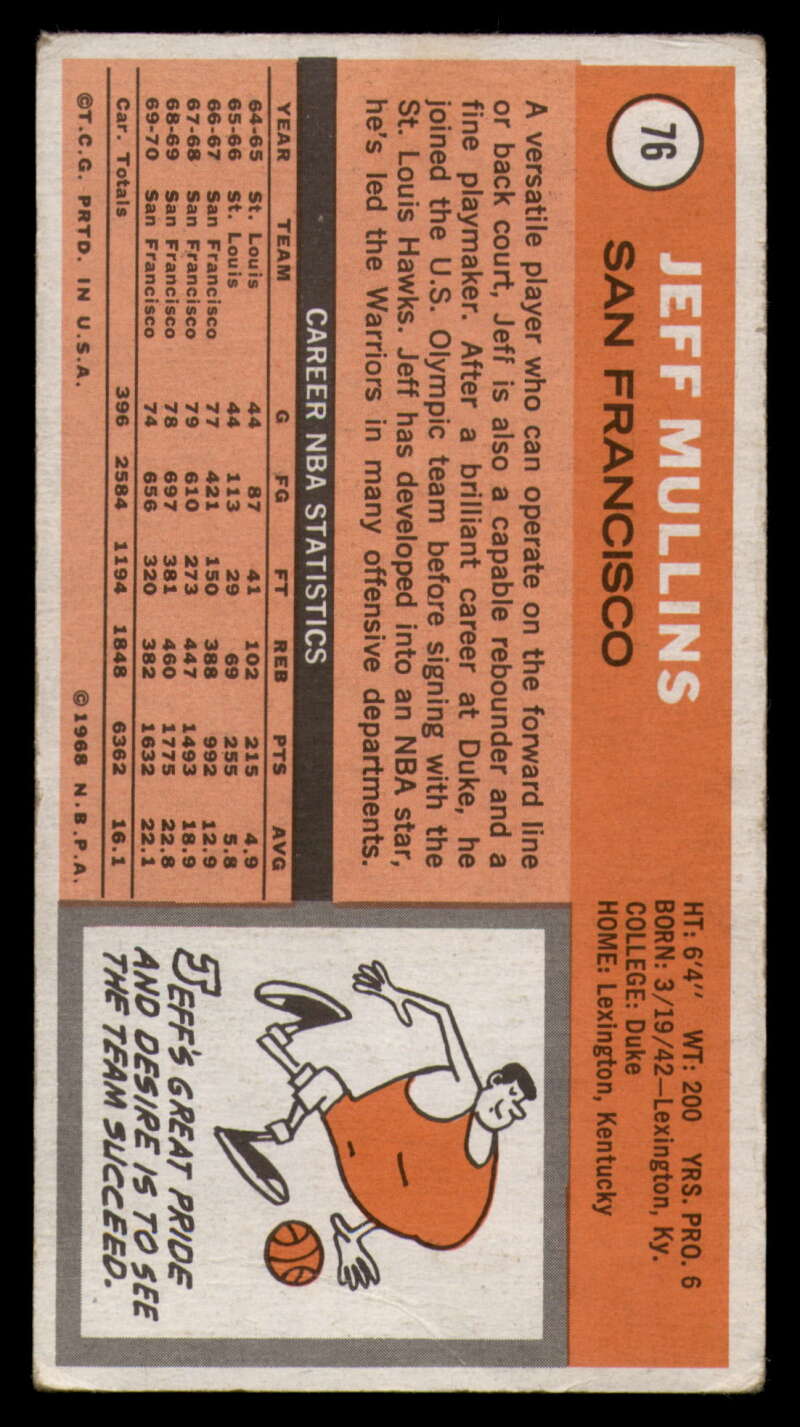 76
JEFF MULLINS
SAN FRANCISCO
HT: 6'4" WT: 200 YRS. PRO. 6
BORN: 3/19/42—Lexington, Ky.
COLLEGE: Duke
HOME: Lexington, Kentucky
A versatile player who can operate on the forward line
or back court, Jeff is also a capable rebounder and a
fine playmaker. After a brilliant career at Duke, he
joined the U.S. Olympic team before signing with the
St. Louis Hawks. Jeff has developed into an NBA star,
he's led the Warriors in many offensive departments.
CAREER NBA STATISTICS
YEAR TEAM G FG FT REB PTS AVG
64-65 St. Louis 44 87 41 102 215 4.9
65-66 St. Louis 44 113 29 69 255 5.8
66-67 San Francisco 77 421 150 388 992 12.9
67-68 San Francisco 79 610 273 447 1493 18.9
68-69 San Francisco 78 697 381 460 1775 22.8
69-70 San Francisco 74 656 320 382 1632 22.1
Car. Totals 396 2584 1194 1848 6362 16.1
©T.C.G. PRTD. IN U.S.A. ©1968 N.B.P.A.
JEFF'S GREAT PRIDE
AND DESIRE IS TO SEE
THE TEAM SUCCEED.